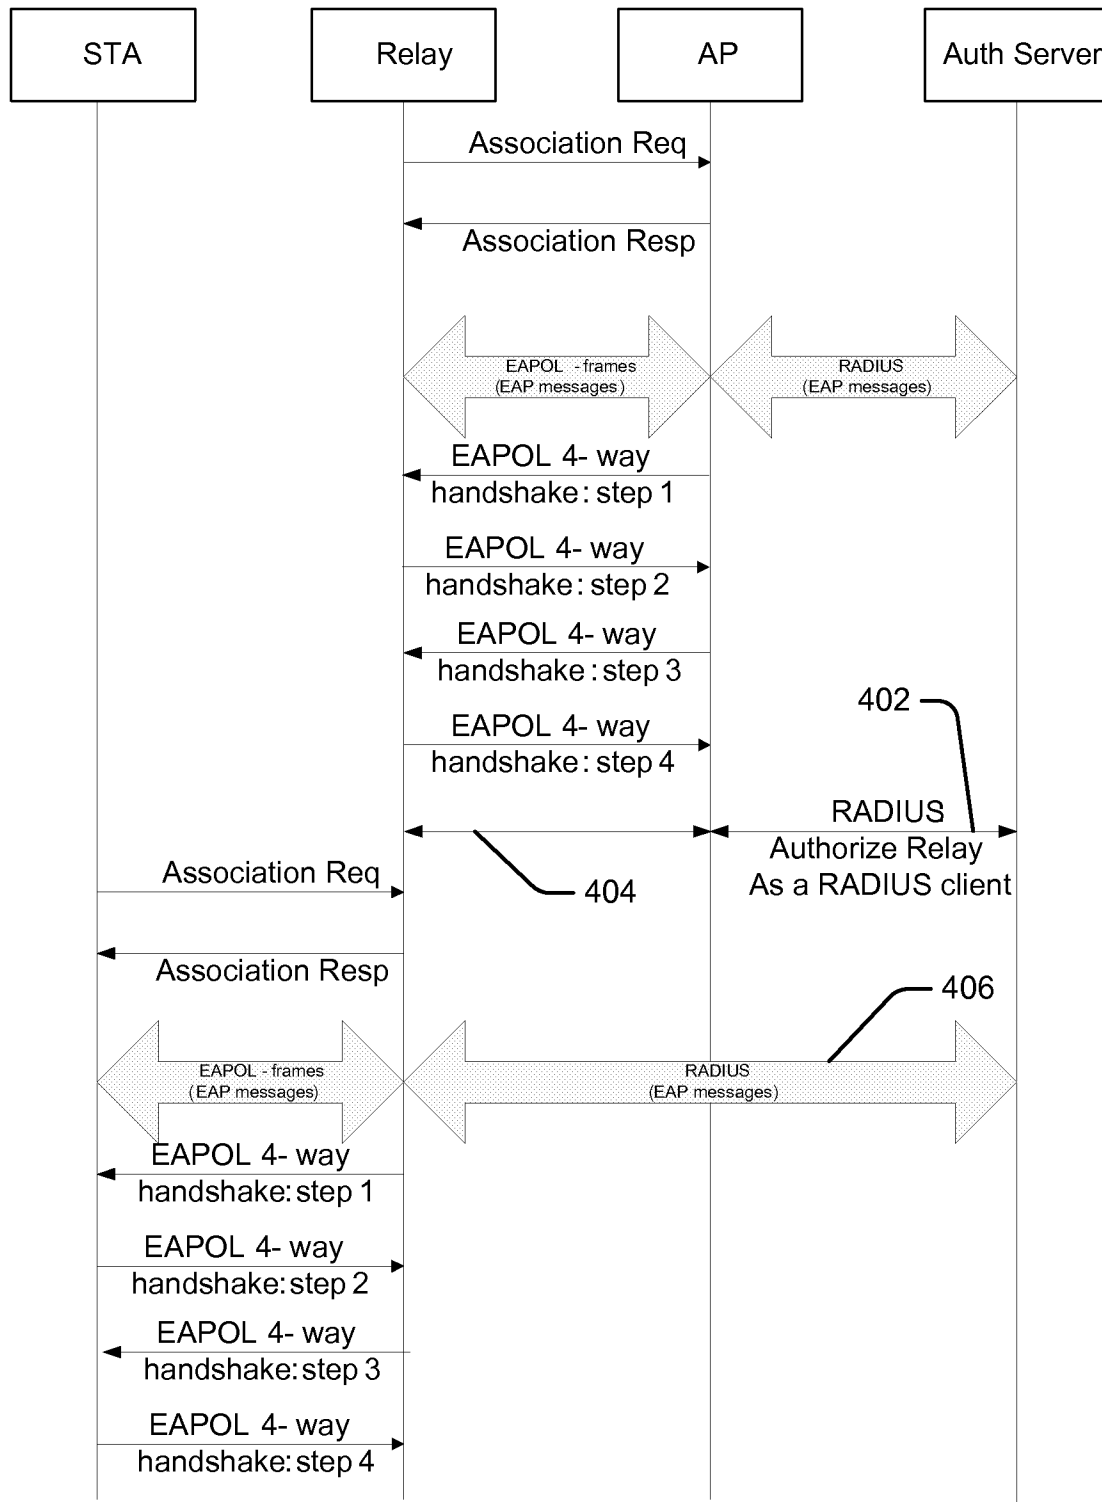 STA
Relay
AP
Auth Server
Association Req
Association Resp
EAPOL - frames
(EAP messages)
RADIUS
(EAP messages)
EAPOL 4- way
handshake: step 1
EAPOL 4- way
handshake: step 2
EAPOL 4- way
handshake: step 3
EAPOL 4- way
handshake: step 4
402
RADIUS
Authorize Relay
As a RADIUS client
404
Association Req
Association Resp
406
EAPOL - frames
(EAP messages)
RADIUS
(EAP messages)
EAPOL 4- way
handshake: step 1
EAPOL 4- way
handshake: step 2
EAPOL 4- way
handshake: step 3
EAPOL 4- way
handshake: step 4